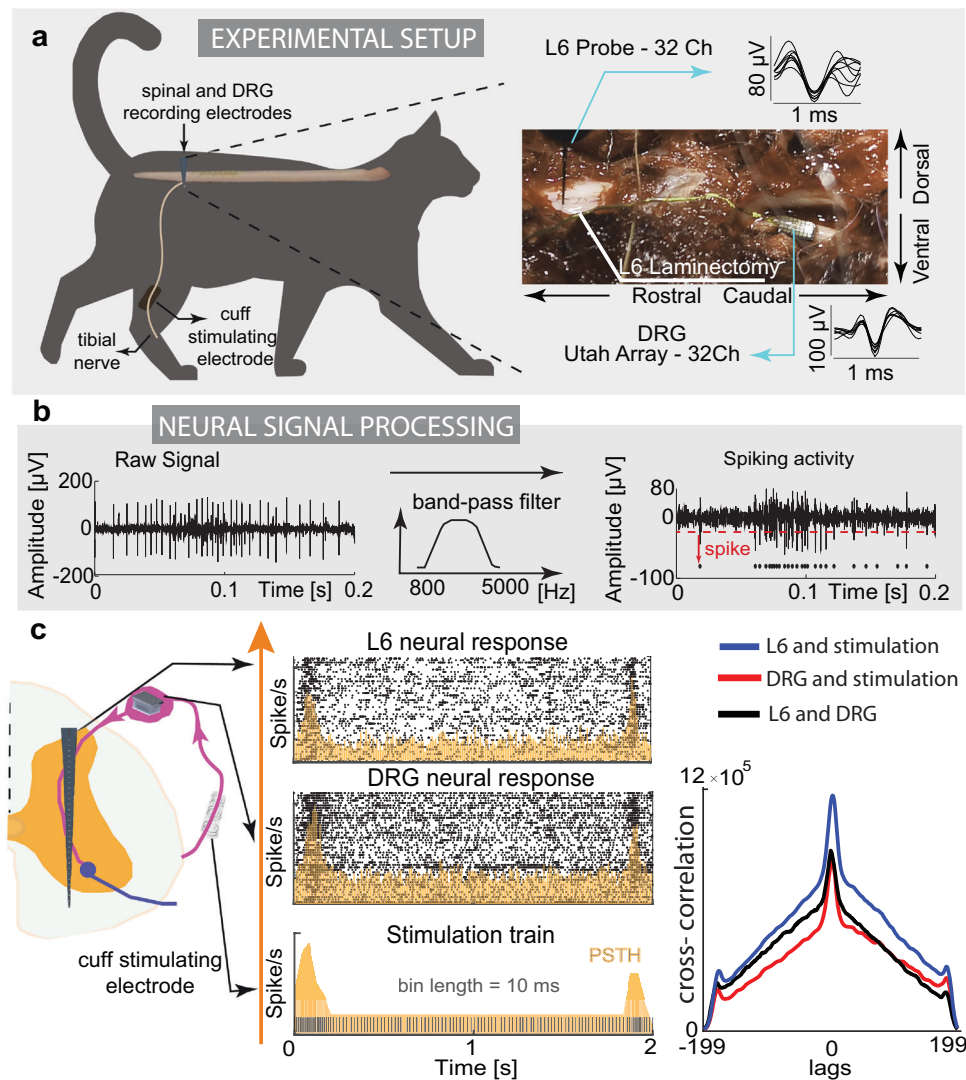 a
EXPERIMENTAL SETUP
spinal and DRG
recording electrodes
cuff
stimulating
electrode
tibial
nerve
L6 Probe - 32 Ch
80 µV
1 ms
L6 Laminectomy
Dorsal
Ventral
Rostral
Caudal
DRG
Utah Array - 32Ch
100 µV
1 ms
b
NEURAL SIGNAL PROCESSING
Raw Signal
Amplitude [µV]
200
0
-200
0
0.1
Time [s]
0.2
band-pass filter
800
5000
[Hz]
Spiking activity
Amplitude [µV]
80
0
-100
spike
0
0.1
Time [s]
0.2
c
cuff stimulating
electrode
L6 neural response
Spike/s
DRG neural response
Spike/s
Stimulation train
Spike/s
PSTH
bin length = 10 ms
0
1
2
Time [s]
L6 and stimulation
DRG and stimulation
L6 and DRG
12 ×10⁵
cross- correlation
0
-199
0
199
lags